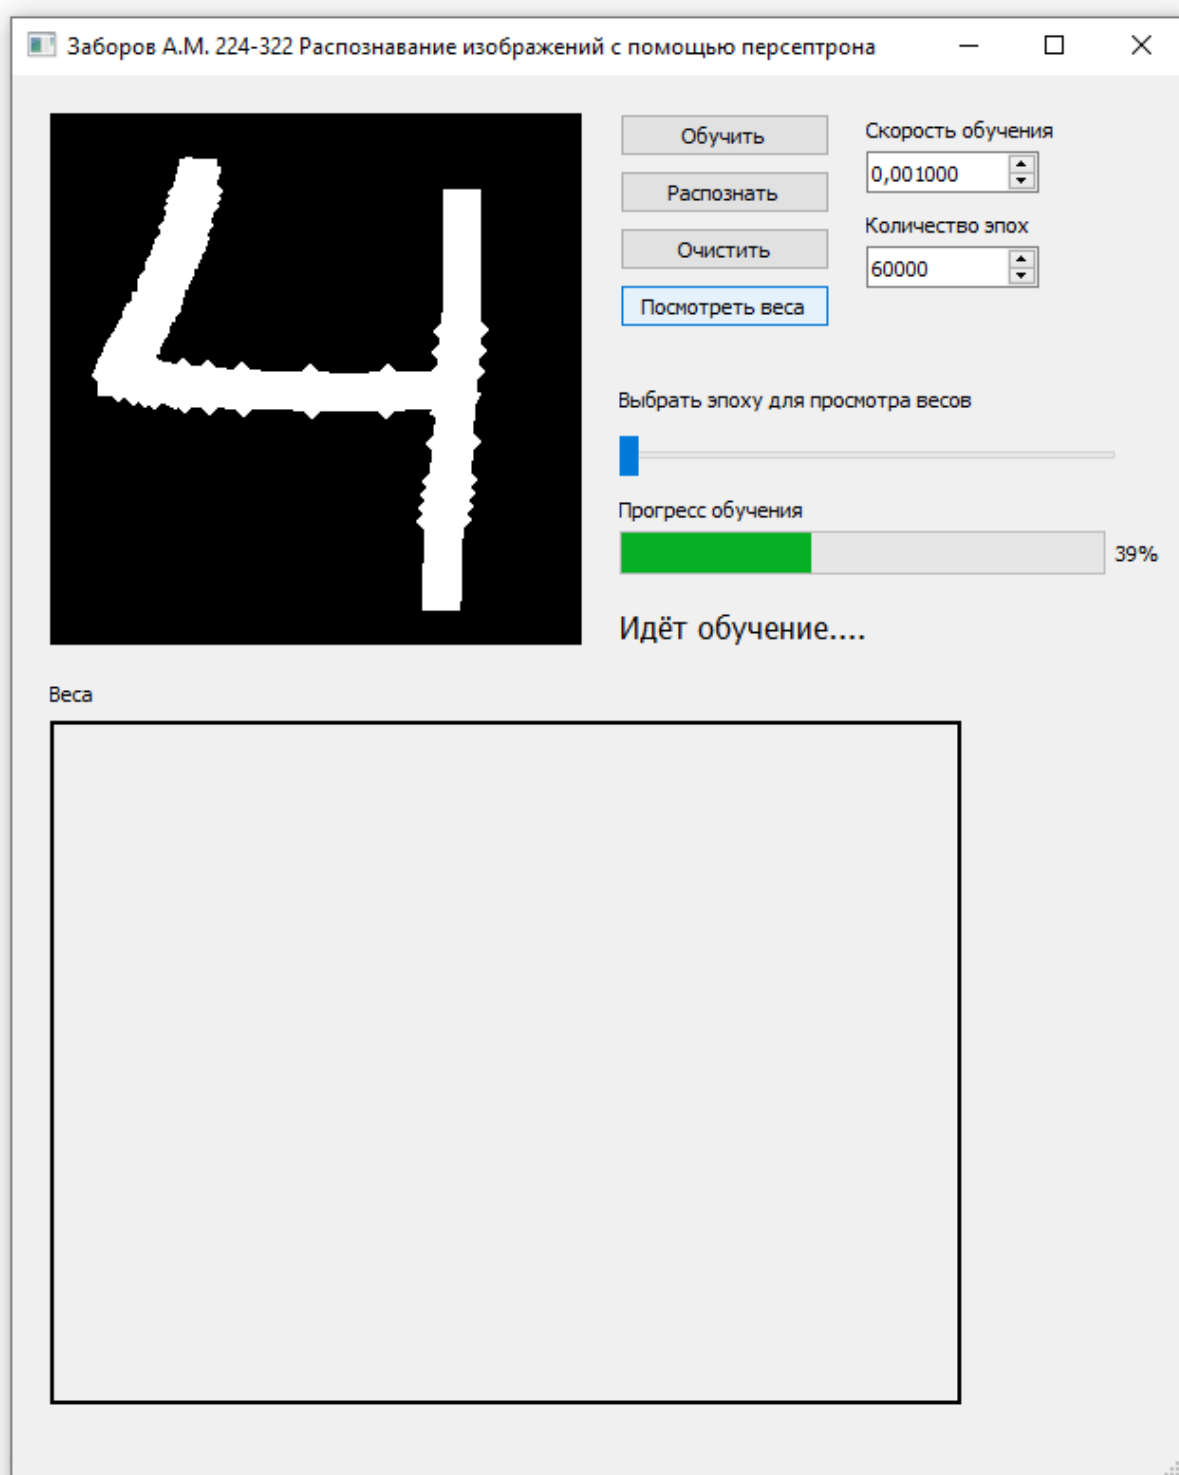 Заборов А.М. 224-322 Распознавание изображений с помощью персептрона
4
Обучить
Распознать
Очистить
Посмотреть веса
Скорость обучения
0,001000
Количество эпох
60000
Выбрать эпоху для просмотра весов
Прогресс обучения
39%
Идёт обучение....
Веса